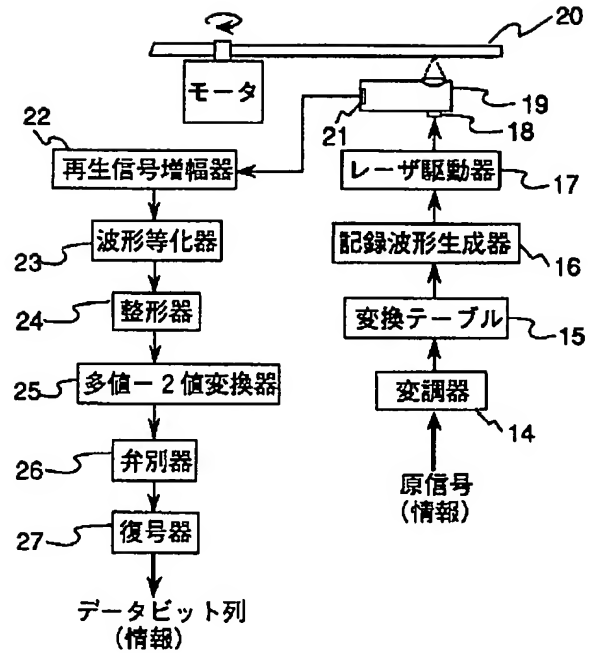 20
モータ
21
19
18
22
再生信号増幅器
レーザ駆動器
17
波形等化器
23
記録波形生成器
16
整形器
24
変換テーブル
15
多値－2値変換器
25
変調器
14
弁別器
26
原信号
(情報)
復号器
27
データビット列
(情報)